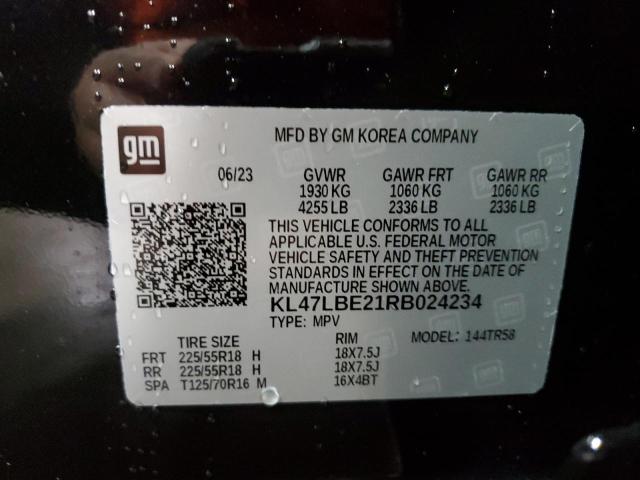 gm
MFD BY GM KOREA COMPANY
06/23 GVWR GAWR FRT GAWR RR
1930 KG 1060 KG 1060 KG
4255 LB 2336 LB 2336 LB
THIS VEHICLE CONFORMS TO ALL
APPLICABLE U.S. FEDERAL MOTOR
VEHICLE SAFETY AND THEFT PREVENTION
STANDARDS IN EFFECT ON THE DATE OF
MANUFACTURE SHOWN ABOVE.
KL47LBE21RB024234
TYPE: MPV
TIRE SIZE RIM MODEL: 144TR58
FRT 225/55R18 H 18X7.5J
RR 225/55R18 H 18X7.5J
SPA T125/70R16 M 16X4BT